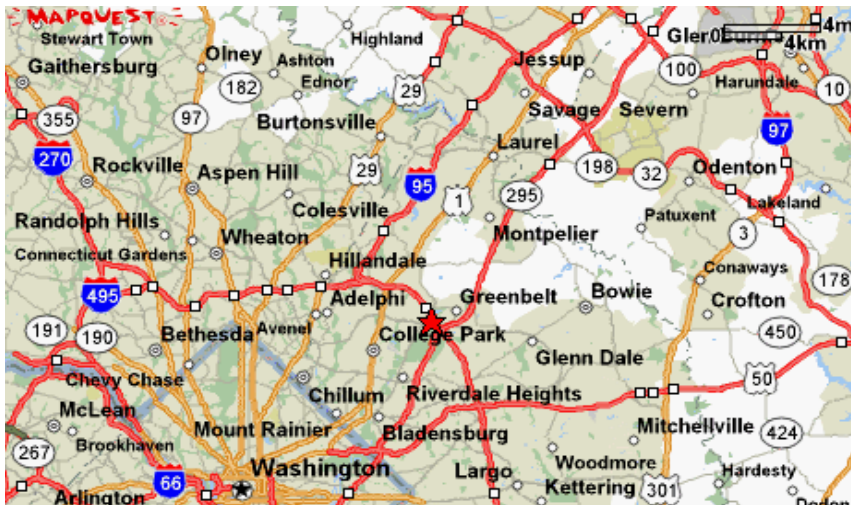 MAPQUEST
Stewart Town
Olney
Highland
4m
4km
Gaithersburg
Ashton
Ednor
182
29
Jessup
100
Harundale
10
355
97
Burtonsville
Savage
Severn
97
270
Rockville
Aspen Hill
29
95
Laurel
198
32
Odenton
Randolph Hills
Colesville
1
295
Patuxent
Lakeland
Connecticut Gardens
Wheaton
Montpelier
3
Hillandale
Conaways
178
495
Adelphi
Greenbelt
Bowie
Crofton
191
190
Bethesda
Avenel
College Park
450
Glenn Dale
Chevy Chase
50
Chillum
Riverdale Heights
McLean
Brookhaven
Mount Rainier
Bladensburg
Mitchellville
424
267
Washington
Woodmore
66
Largo
Hardesty
Arlington
Kettering
301